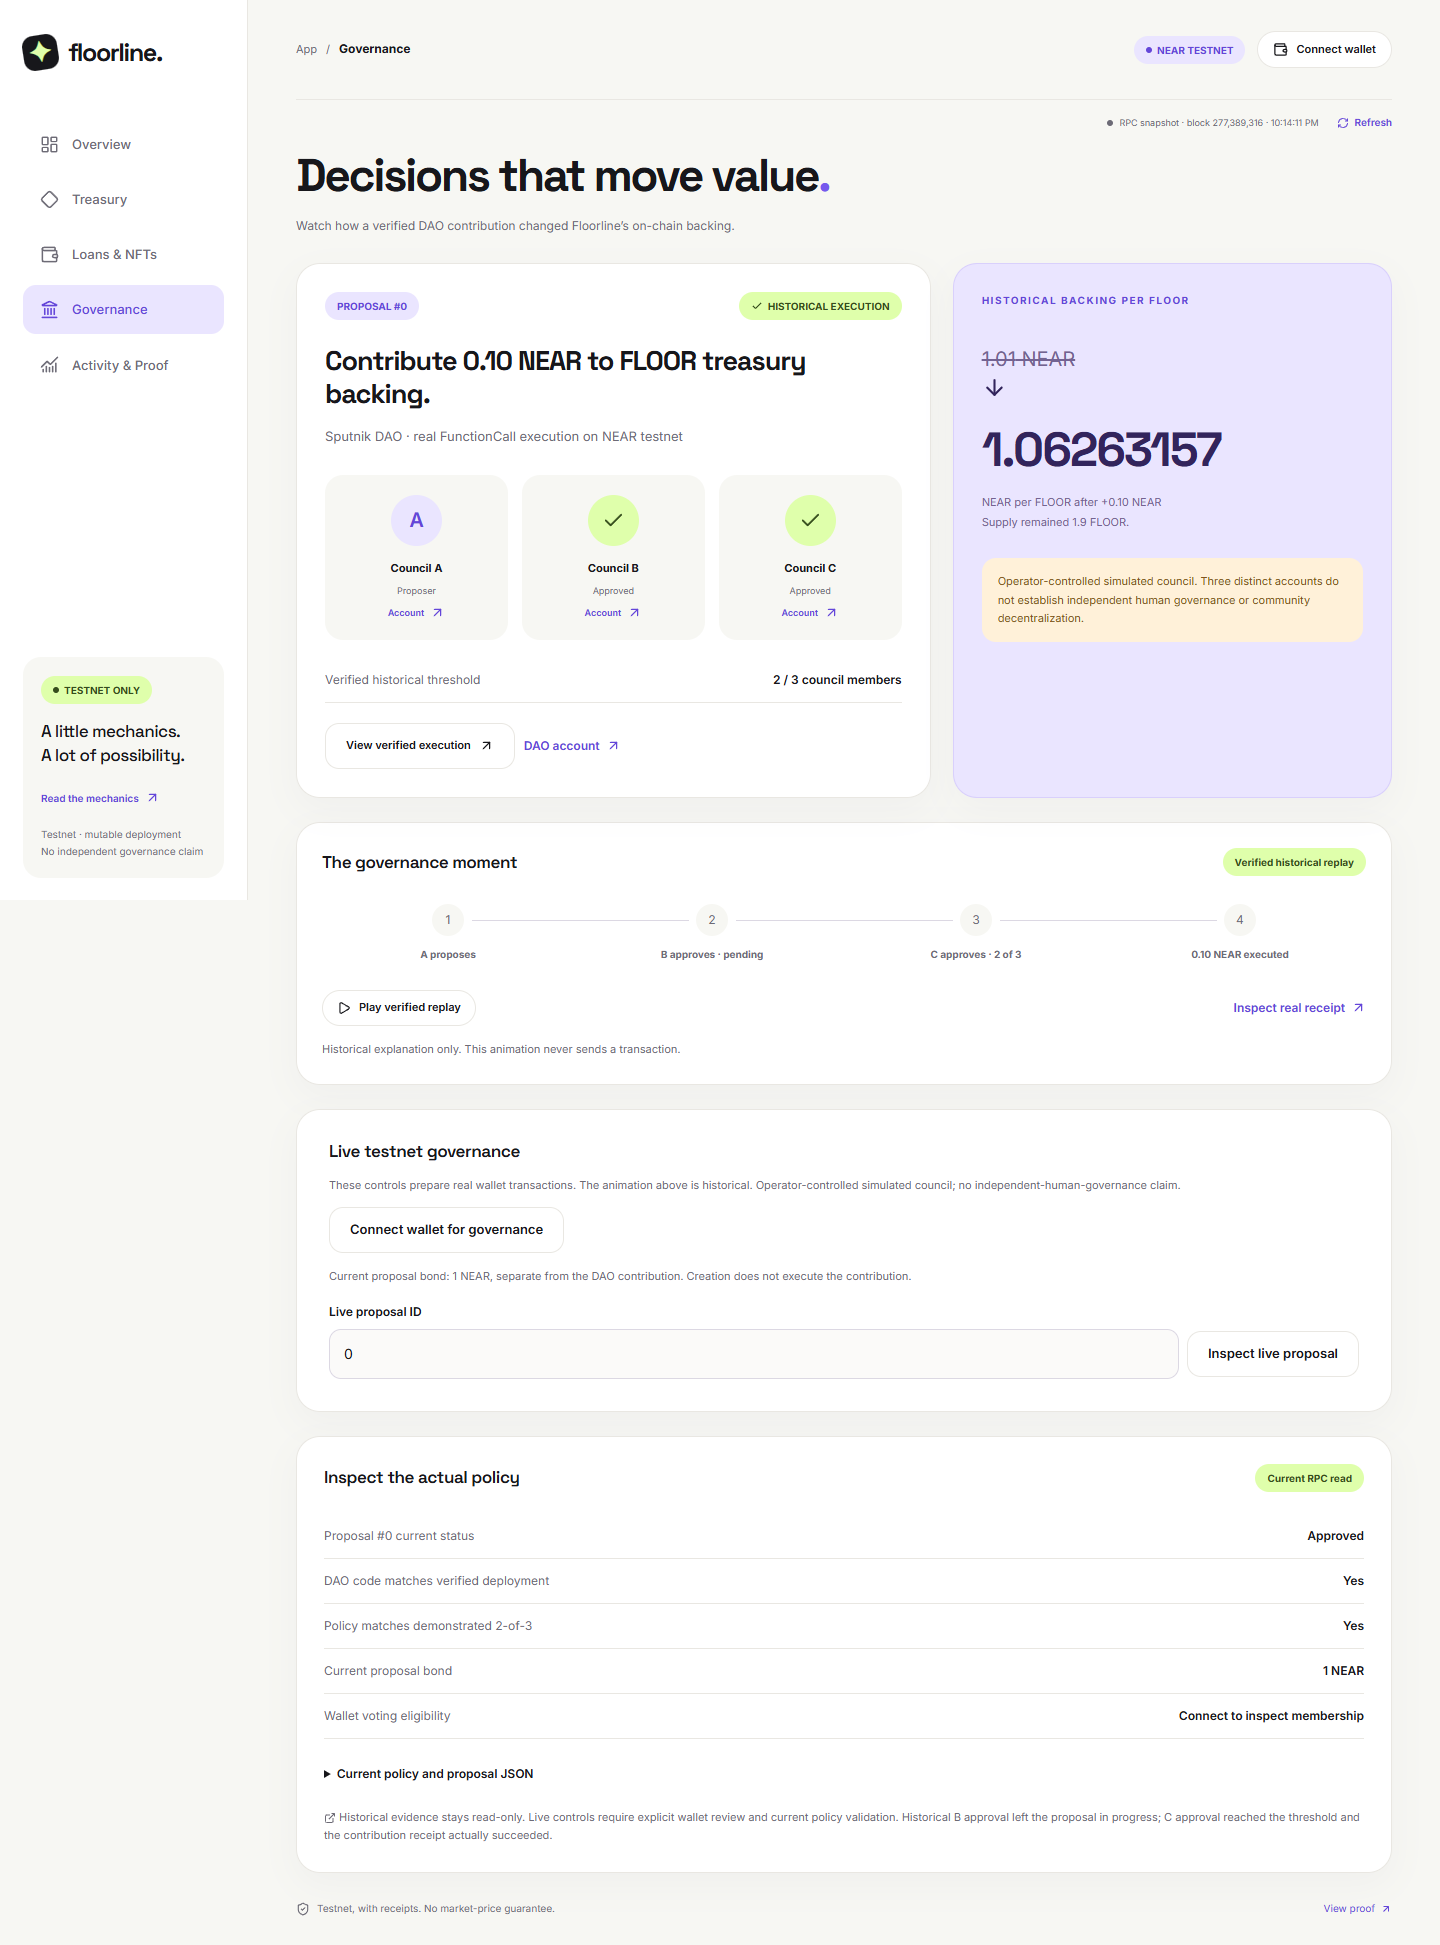 floorline.
Overview
Treasury
Loans & NFTs
Governance
Activity & Proof
TESTNET ONLY
A little mechanics.
A lot of possibility.
Read the mechanics
Testnet · mutable deployment
No independent governance claim
App / Governance
NEAR TESTNET
Connect wallet
RPC snapshot · block 277,389,316 · 10:14:11 PM
Refresh
Decisions that move value.
Watch how a verified DAO contribution changed Floorline's on-chain backing.
PROPOSAL #0
HISTORICAL EXECUTION
Contribute 0.10 NEAR to FLOOR treasury
backing.
Sputnik DAO · real FunctionCall execution on NEAR testnet
A
Council A
Proposer
Account
Council B
Approved
Account
Council C
Approved
Account
Verified historical threshold
2 / 3 council members
View verified execution
DAO account
HISTORICAL BACKING PER FLOOR
1.01 NEAR
1.06263157
NEAR per FLOOR after +0.10 NEAR
Supply remained 1.9 FLOOR.
Operator-controlled simulated council. Three distinct accounts do
not establish independent human governance or community
decentralization.
The governance moment
Verified historical replay
1
2
3
4
A proposes
B approves · pending
C approves · 2 of 3
0.10 NEAR executed
Play verified replay
Inspect real receipt
Historical explanation only. This animation never sends a transaction.
Live testnet governance
These controls prepare real wallet transactions. The animation above is historical. Operator-controlled simulated council; no independent-human-governance claim.
Connect wallet for governance
Current proposal bond: 1 NEAR, separate from the DAO contribution. Creation does not execute the contribution.
Live proposal ID
0
Inspect live proposal
Inspect the actual policy
Current RPC read
Proposal #0 current status
Approved
DAO code matches verified deployment
Yes
Policy matches demonstrated 2-of-3
Yes
Current proposal bond
1 NEAR
Wallet voting eligibility
Connect to inspect membership
Current policy and proposal JSON
Historical evidence stays read-only. Live controls require explicit wallet review and current policy validation. Historical B approval left the proposal in progress; C approval reached the threshold and
the contribution receipt actually succeeded.
Testnet, with receipts. No market-price guarantee.
View proof